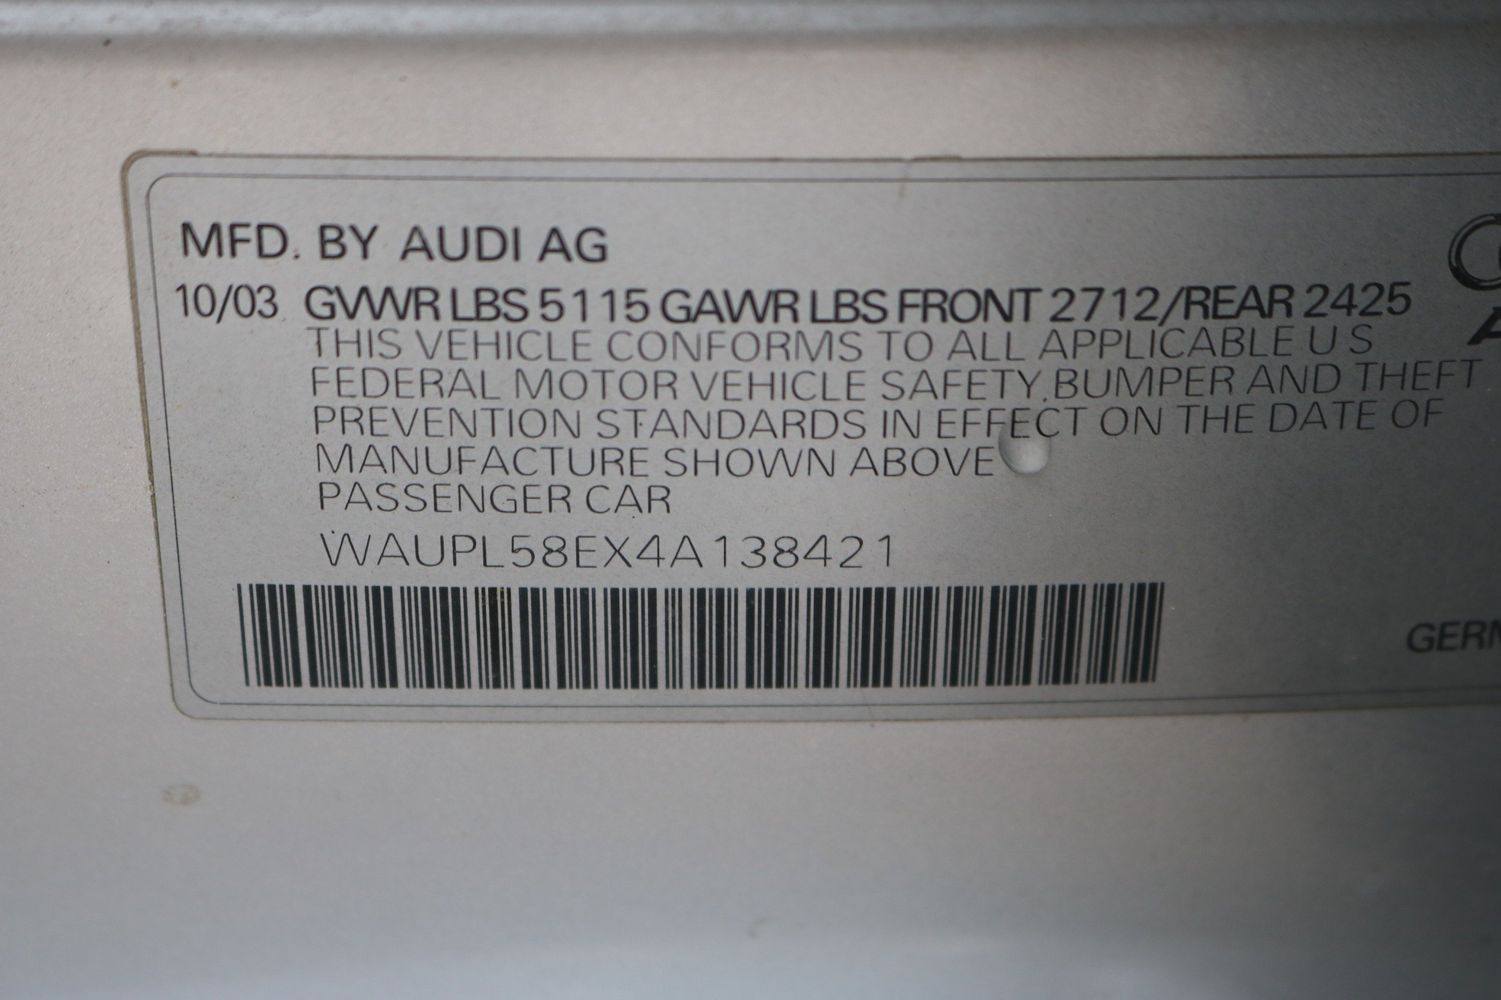 MFD. BY AUDI AG
10/03 GVWR LBS 5115 GAWR LBS FRONT 2712/REAR 2425
THIS VEHICLE CONFORMS TO ALL APPLICABLE U S
FEDERAL MOTOR VEHICLE SAFETY, BUMPER AND THEFT
PREVENTION STANDARDS IN EFFECT ON THE DATE OF
MANUFACTURE SHOWN ABOVE
PASSENGER CAR
WAUPL58EX4A138421
GERM